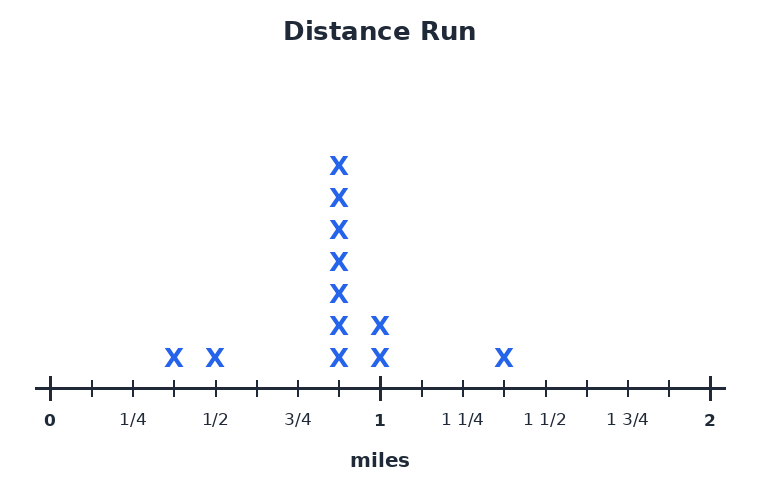 Distance Run
X
X
X
X
X
X X
X X X X X
0 1/4 1/2 3/4 1 1 1/4 1 1/2 1 3/4 2
miles